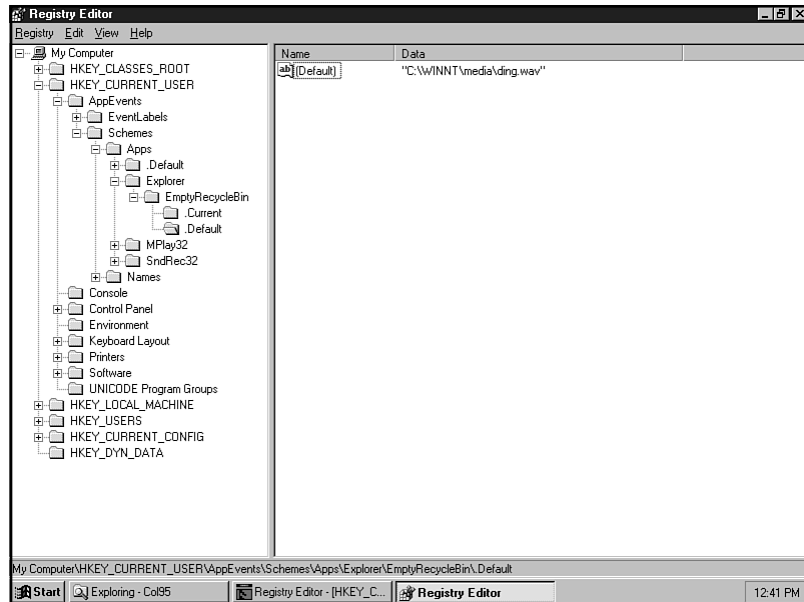 Registry Editor
Registry Edit View Help
My Computer
HKEY_CLASSES_ROOT
HKEY_CURRENT_USER
AppEvents
EventLabels
Schemes
Apps
.Default
Explorer
EmptyRecycleBin
.Current
.Default
MPlay32
SndRec32
Names
Console
Control Panel
Environment
Keyboard Layout
Printers
Software
UNICODE Program Groups
HKEY_LOCAL_MACHINE
HKEY_USERS
HKEY_CURRENT_CONFIG
HKEY_DYN_DATA
Name Data
ab (Default) "C:\WINNT\media\ding.wav"
My Computer\HKEY_CURRENT_USER\AppEvents\Schemes\Apps\Explorer\EmptyRecycleBin\.Default
Start Exploring - Col95 Registry Editor - [HKEY_C... Registry Editor 12:41 PM